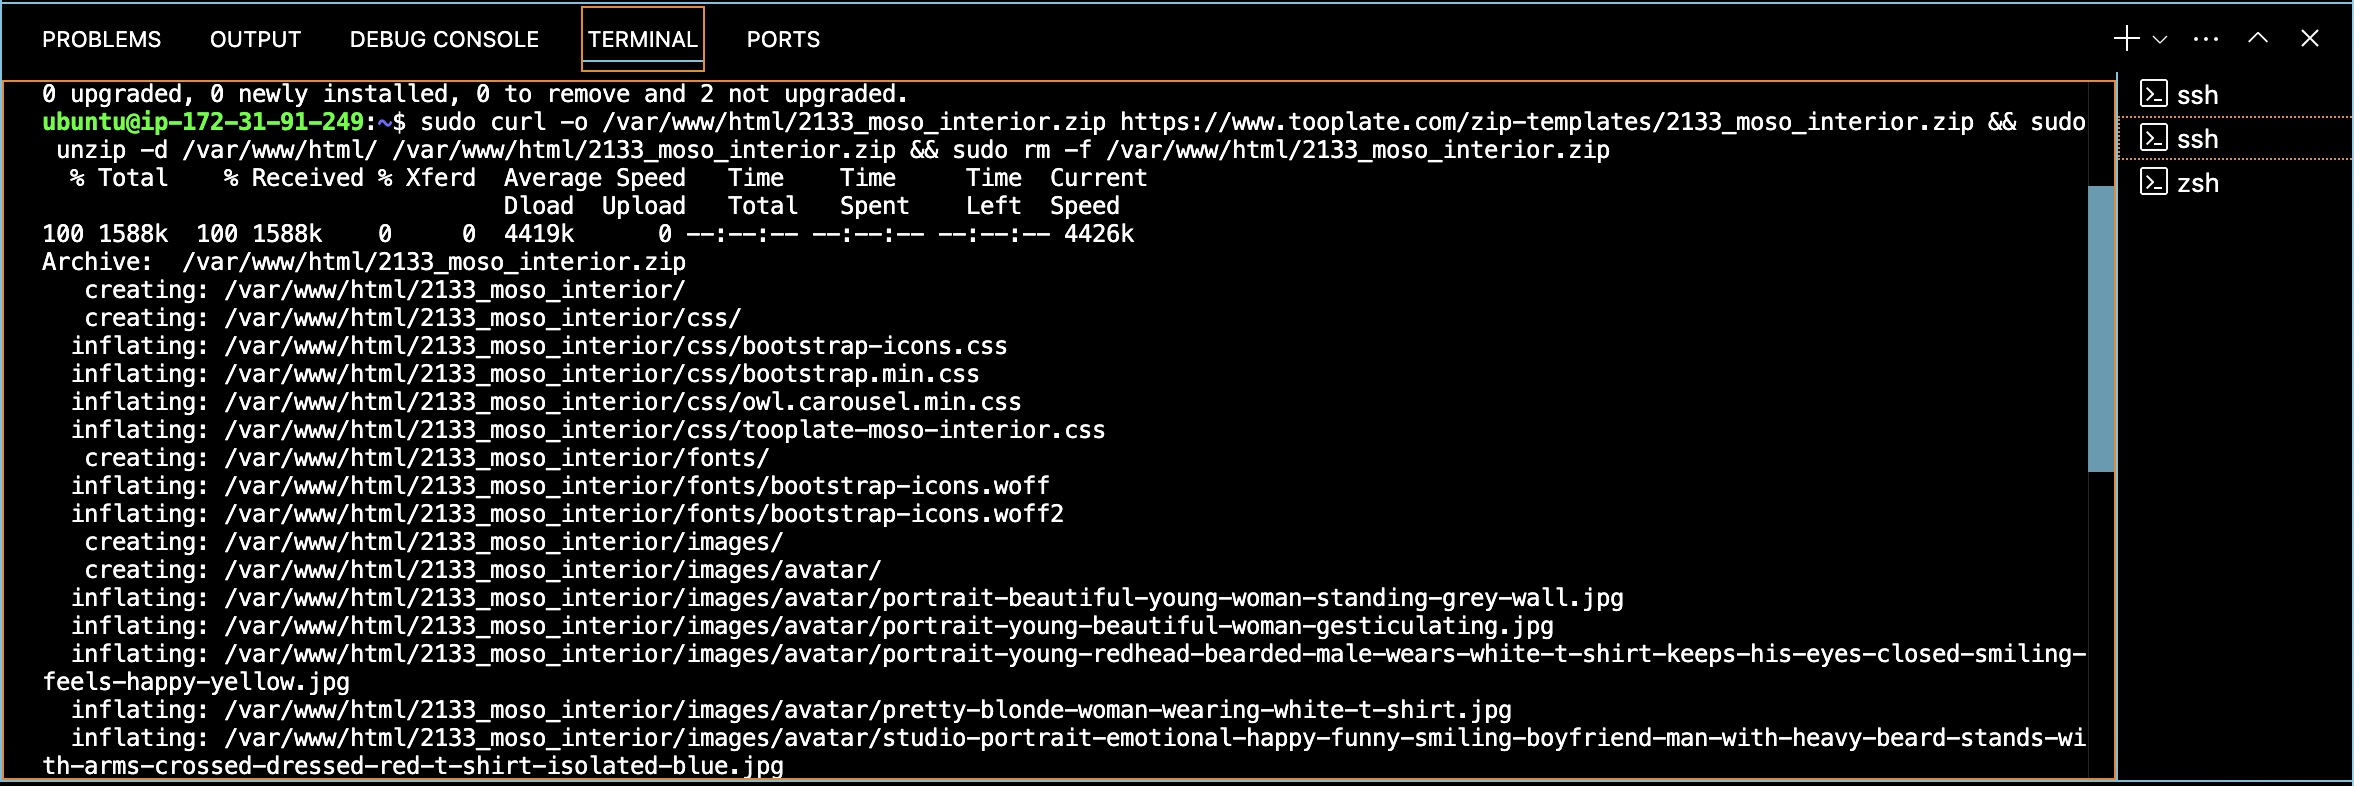 PROBLEMS OUTPUT DEBUG CONSOLE TERMINAL PORTS
0 upgraded, 0 newly installed, 0 to remove and 2 not upgraded.
ubuntu@ip-172-31-91-249:~$ sudo curl -o /var/www/html/2133_moso_interior.zip https://www.tooplate.com/zip-templates/2133_moso_interior.zip && sudo
 unzip -d /var/www/html/ /var/www/html/2133_moso_interior.zip && sudo rm -f /var/www/html/2133_moso_interior.zip
  % Total    % Received % Xferd  Average Speed   Time    Time     Time  Current
                                 Dload  Upload   Total   Spent    Left  Speed
100 1588k  100 1588k    0     0  4419k      0 --:--:-- --:--:-- --:--:-- 4426k
Archive:  /var/www/html/2133_moso_interior.zip
   creating: /var/www/html/2133_moso_interior/
   creating: /var/www/html/2133_moso_interior/css/
  inflating: /var/www/html/2133_moso_interior/css/bootstrap-icons.css
  inflating: /var/www/html/2133_moso_interior/css/bootstrap.min.css
  inflating: /var/www/html/2133_moso_interior/css/owl.carousel.min.css
  inflating: /var/www/html/2133_moso_interior/css/tooplate-moso-interior.css
   creating: /var/www/html/2133_moso_interior/fonts/
  inflating: /var/www/html/2133_moso_interior/fonts/bootstrap-icons.woff
  inflating: /var/www/html/2133_moso_interior/fonts/bootstrap-icons.woff2
   creating: /var/www/html/2133_moso_interior/images/
   creating: /var/www/html/2133_moso_interior/images/avatar/
  inflating: /var/www/html/2133_moso_interior/images/avatar/portrait-beautiful-young-woman-standing-grey-wall.jpg
  inflating: /var/www/html/2133_moso_interior/images/avatar/portrait-young-beautiful-woman-gesticulating.jpg
  inflating: /var/www/html/2133_moso_interior/images/avatar/portrait-young-redhead-bearded-male-wears-white-t-shirt-keeps-his-eyes-closed-smiling-
feels-happy-yellow.jpg
  inflating: /var/www/html/2133_moso_interior/images/avatar/pretty-blonde-woman-wearing-white-t-shirt.jpg
  inflating: /var/www/html/2133_moso_interior/images/avatar/studio-portrait-emotional-happy-funny-smiling-boyfriend-man-with-heavy-beard-stands-wi
th-arms-crossed-dressed-red-t-shirt-isolated-blue.jpg
ssh
ssh
zsh